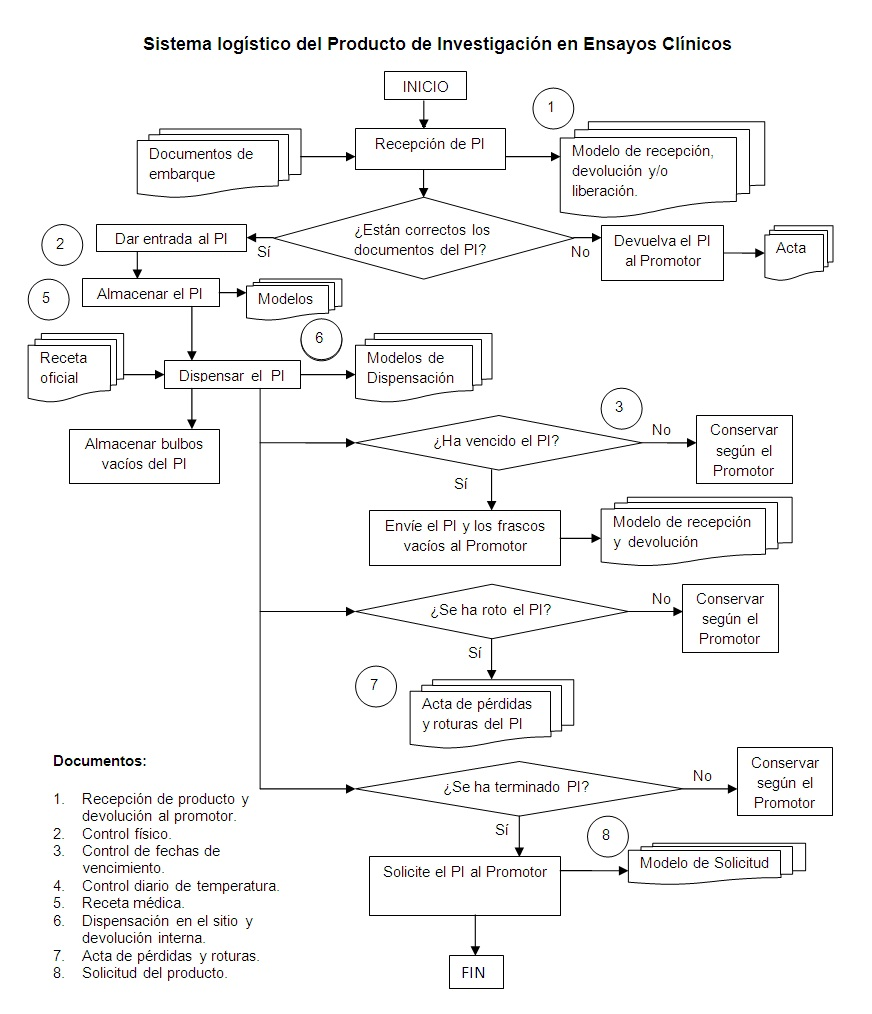 Sistema logístico del Producto de Investigación en Ensayos Clínicos
INICIO
1
Recepción de PI
Documentos de
embarque
Modelo de recepción,
devolución y/o
liberación.
¿Están correctos los
documentos del PI?
2
Dar entrada al PI
Sí
No
Devuelva el PI
al Promotor
Acta
5
Almacenar el PI
Modelos
6
Receta
oficial
Dispensar el PI
Modelos de
Dispensación
3
Almacenar bulbos
vacíos del PI
¿Ha vencido el PI?
No
Conservar
según el
Promotor
Sí
Envíe el PI y los frascos
vacíos al Promotor
Modelo de recepción
y devolución
¿Se ha roto el PI?
No
Conservar
según el
Promotor
Sí
7
Acta de pérdidas
y roturas del PI
¿Se ha terminado PI?
No
Conservar
según el
Promotor
Sí
8
Solicite el PI al Promotor
Modelo de Solicitud
FIN
Documentos:
1. Recepción de producto y
devolución al promotor.
2. Control físico.
3. Control de fechas de
vencimiento.
4. Control diario de temperatura.
5. Receta médica.
6. Dispensación en el sitio y
devolución interna.
7. Acta de pérdidas y roturas.
8. Solicitud del producto.